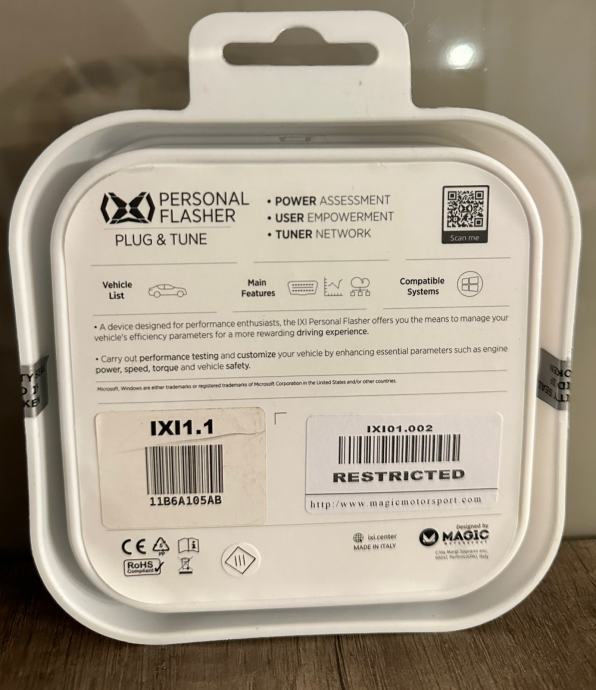 PERSONAL
FLASHER
PLUG & TUNE
• POWER ASSESSMENT
• USER EMPOWERMENT
• TUNER NETWORK
Scan me
Vehicle
List
Main
Features
Compatible
Systems
• A device designed for performance enthusiasts, the IXI Personal Flasher offers you the means to manage your
vehicle's efficiency parameters for a more rewarding driving experience.
• Carry out performance testing and customize your vehicle by enhancing essential parameters such as engine
power, speed, torque and vehicle safety.
Microsoft, Windows are either trademarks or registered trademarks of Microsoft Corporation in the United States and/or other countries.
IXI1.1
11B6A105AB
IXI01.002
RESTRICTED
http:/www.magicmotorsport.com
CE
RoHS
Compliant
ixi.center
MADE IN ITALY
Designed by
MAGIC